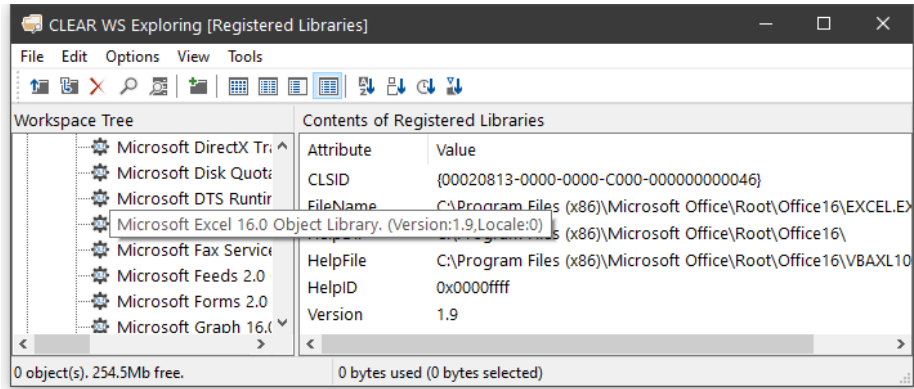 CLEAR WS Exploring [Registered Libraries]
File Edit Options View Tools
Workspace Tree
Contents of Registered Libraries
Microsoft DirectX Tra
Microsoft Disk Quota
Microsoft DTS Runtim
Microsoft Excel 16.0 Object Library. (Version:1.9,Locale:0)
Microsoft Fax Service
Microsoft Feeds 2.0
Microsoft Forms 2.0
Microsoft Graph 16.0
Attribute Value
CLSID {00020813-0000-0000-C000-000000000046}
FileName C:\Program Files (x86)\Microsoft Office\Root\Office16\EXCEL.EX
HelpDir C:\Program Files (x86)\Microsoft Office\Root\Office16\
HelpFile C:\Program Files (x86)\Microsoft Office\Root\Office16\VBAXL10
HelpID 0x0000ffff
Version 1.9
0 object(s). 254.5Mb free.
0 bytes used (0 bytes selected)